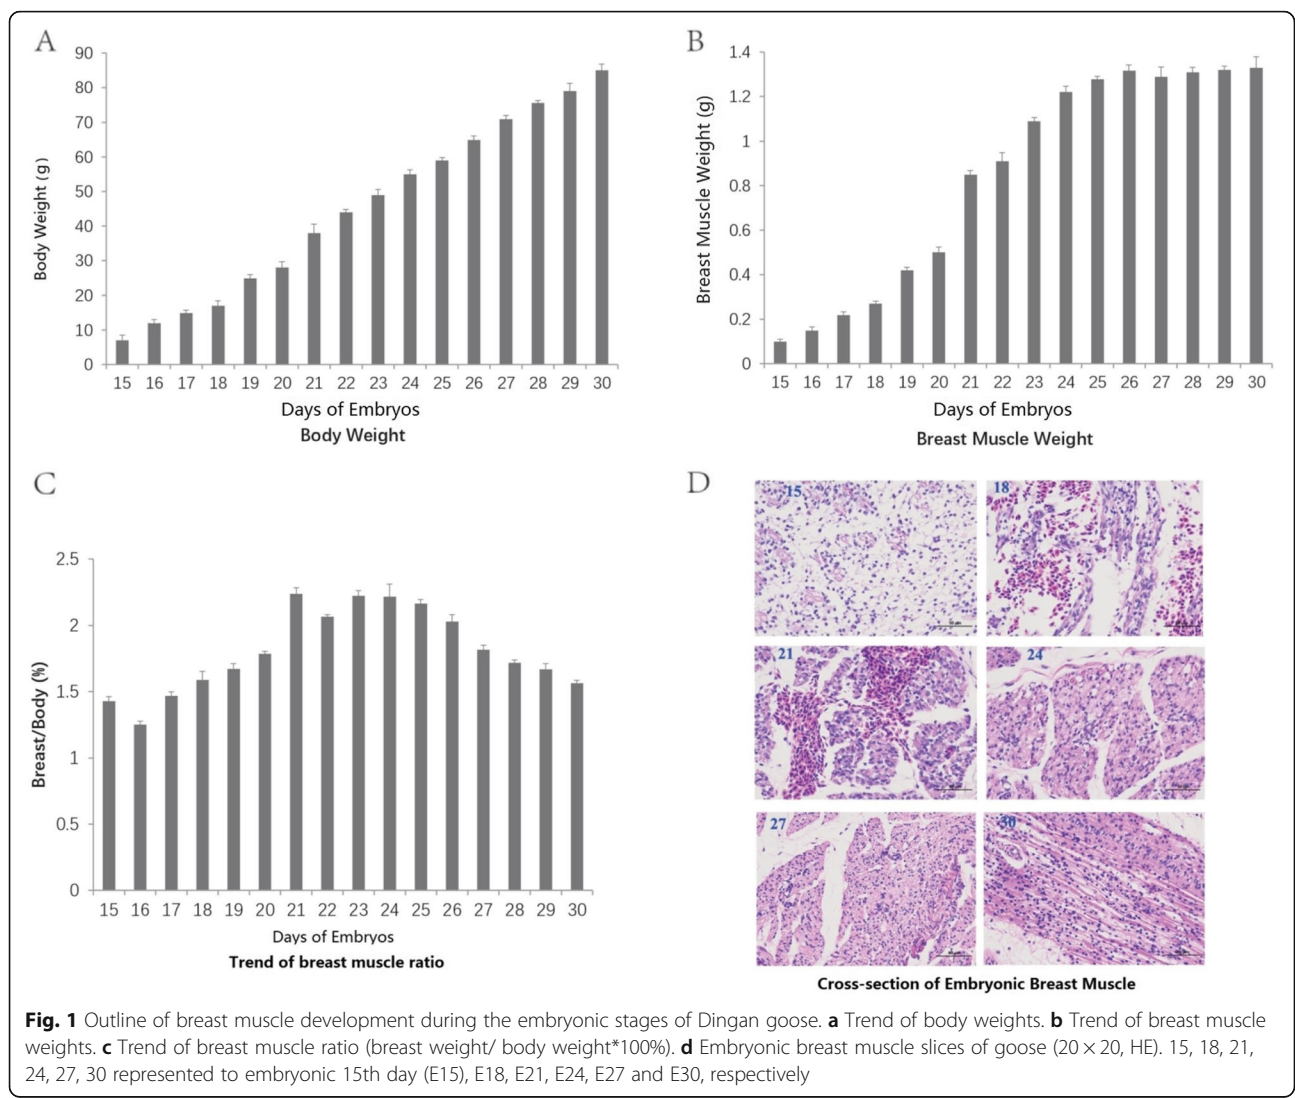 A
90
80
70
60
50
40
30
20
10
0
Body Weight (g)
15 16 17 18 19 20 21 22 23 24 25 26 27 28 29 30
Days of Embryos
Body Weight
B
1.4
1.2
1
0.8
0.6
0.4
0.2
0
Breast Muscle Weight (g)
15 16 17 18 19 20 21 22 23 24 25 26 27 28 29 30
Days of Embryos
Breast Muscle Weight
C
2.5
2
1.5
1
0.5
0
Breast/Body (%)
15 16 17 18 19 20 21 22 23 24 25 26 27 28 29 30
Days of Embryos
Trend of breast muscle ratio
D
15
18
21
24
27
30
Cross-section of Embryonic Breast Muscle
Fig. 1 Outline of breast muscle development during the embryonic stages of Dingan goose. a Trend of body weights. b Trend of breast muscle
weights. c Trend of breast muscle ratio (breast weight/ body weight*100%). d Embryonic breast muscle slices of goose (20 × 20, HE). 15, 18, 21,
24, 27, 30 represented to embryonic 15th day (E15), E18, E21, E24, E27 and E30, respectively